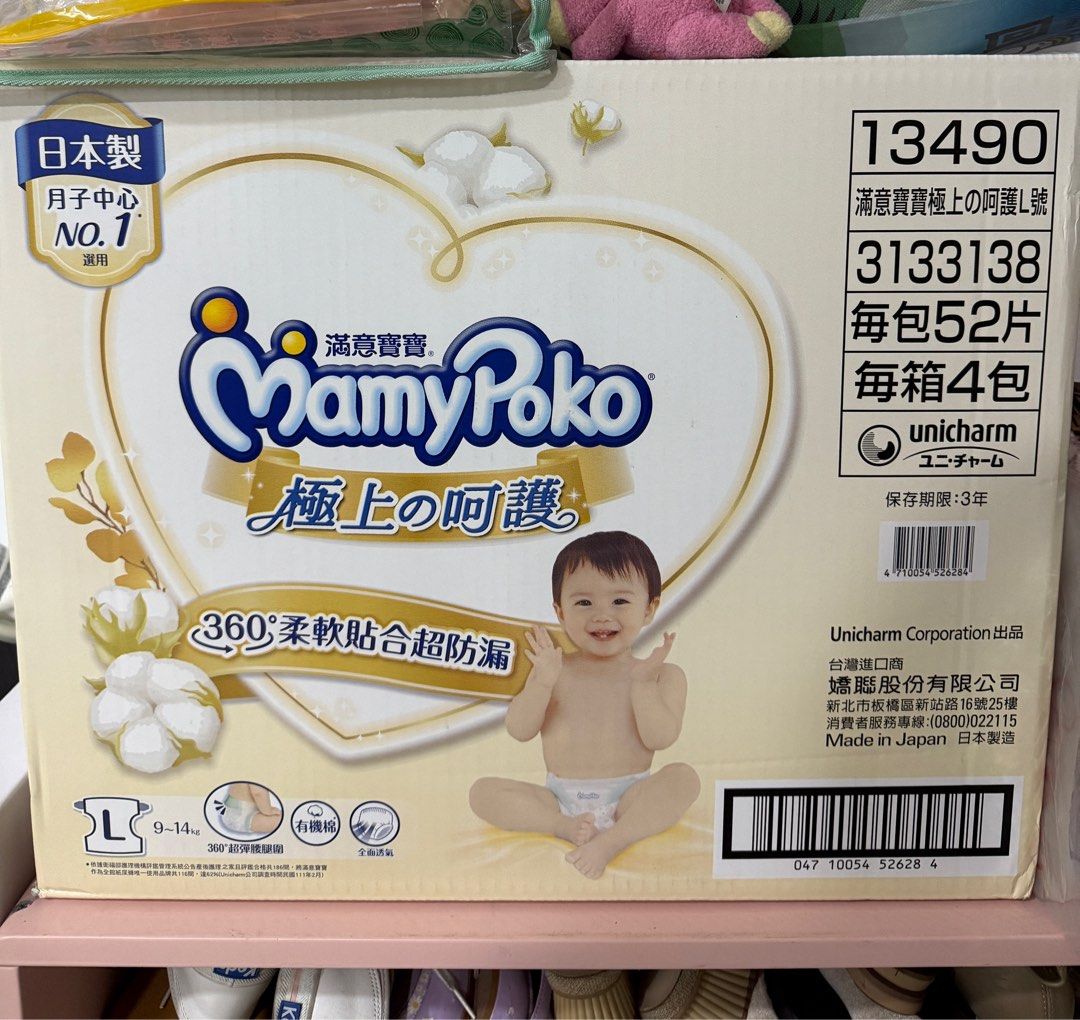 日本製
月子中心
NO.1
選用
滿意寶寶®
MamyPoko®
極上の呵護
360°柔軟貼合超防漏
L
9~14kg
360°超彈腰腿圍
有機棉
全面透氣
13490
滿意寶寶極上の呵護L號
3133138
每包52片
每箱4包
unicharm
ユニ・チャーム
保存期限:3年
4 710054 526284
Unicharm Corporation出品
台灣進口商
嬌聯股份有限公司
新北市板橋區新站路16號25樓
消費者服務專線:(0800)022115
Made in Japan 日本製造
047 10054 52628 4
Keds